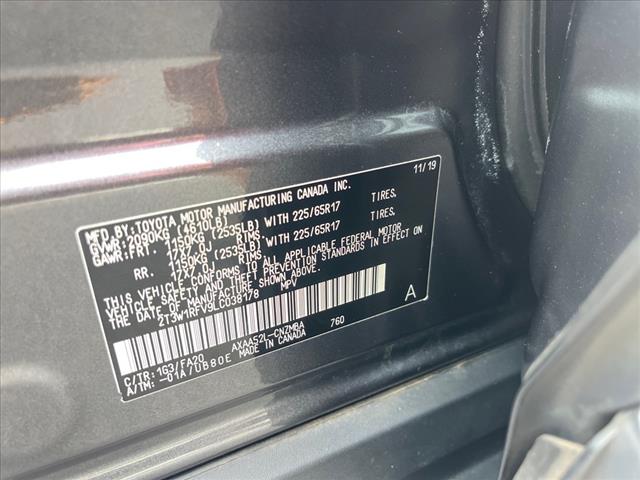 MFD.BY:TOYOTA MOTOR MANUFACTURING CANADA INC. 11/19
GVWR: 2090KG (4610LB)
GAWR:FRT. 1150KG (2535LB) WITH 225/65R17 TIRES,
17X7.0J RIMS,
RR. 1150KG (2535LB) WITH 225/65R17 TIRES,
17X7.0J RIMS,
THIS VEHICLE CONFORMS TO ALL APPLICABLE FEDERAL MOTOR
VEHICLE SAFETY AND THEFT PREVENTION STANDARDS IN EFFECT ON
THE DATE OF MANUFACTURE SHOWN ABOVE.
2T3W1RFV9LC038178 MPV A
C/TR: 1G3/FA20 AXAA52L-CNZMBA 760
A/TM: -01A/UB80E MADE IN CANADA